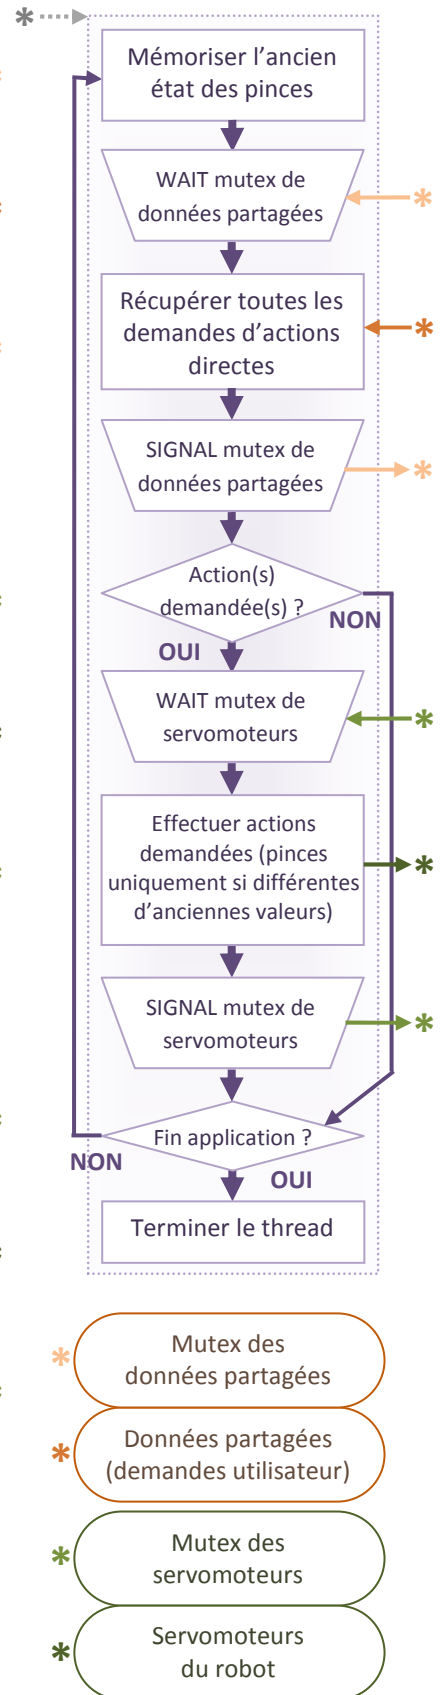 *
Mémoriser l'ancien
état des pinces
WAIT mutex de
données partagées
*
Récupérer toutes les
demandes d'actions
directes
*
SIGNAL mutex de
données partagées
*
Action(s)
demandée(s) ?
NON
OUI
WAIT mutex de
servomoteurs
*
Effectuer actions
demandées (pinces
uniquement si différentes
d'anciennes valeurs)
*
SIGNAL mutex de
servomoteurs
*
Fin application ?
NON
OUI
Terminer le thread
* Mutex des
données partagées
* Données partagées
(demandes utilisateur)
* Mutex des
servomoteurs
* Servomoteurs
du robot